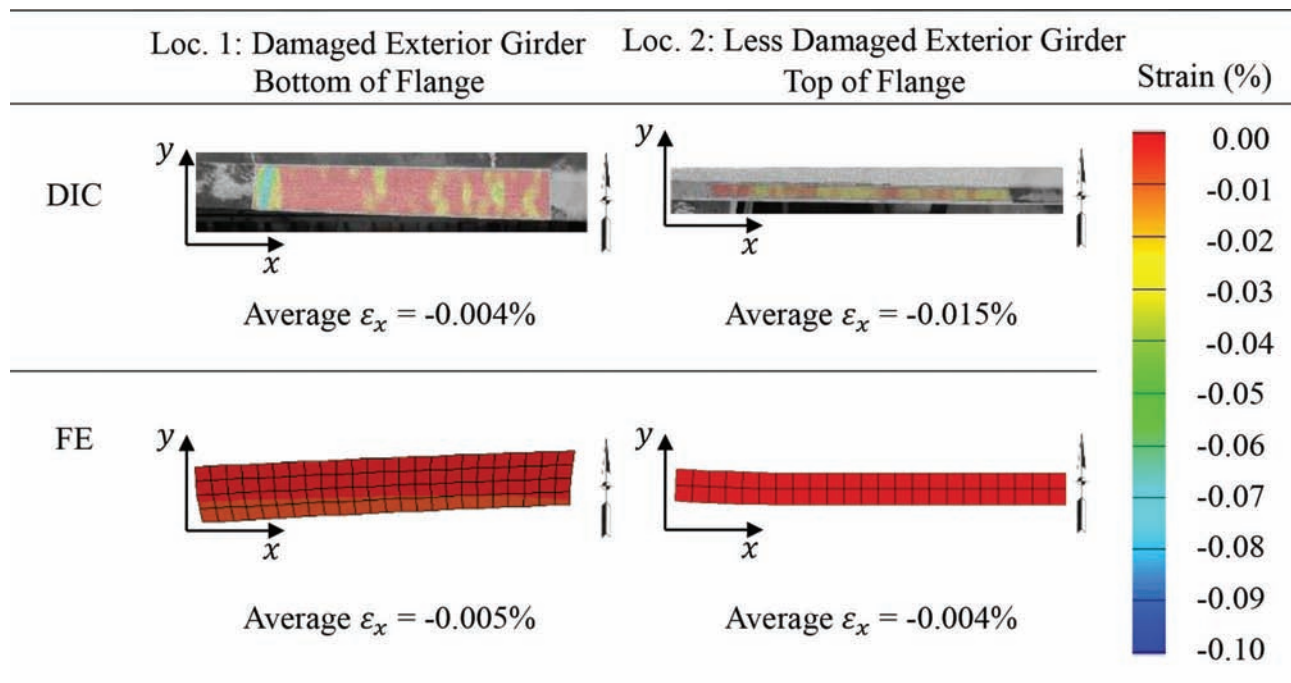 Loc. 1: Damaged Exterior Girder
Bottom of Flange
Loc. 2: Less Damaged Exterior Girder
Top of Flange
Strain (%)
DIC
y
x
Average εₓ = -0.004%
y
x
Average εₓ = -0.015%
FE
y
x
Average εₓ = -0.005%
y
x
Average εₓ = -0.004%
0.00
-0.01
-0.02
-0.03
-0.04
-0.05
-0.06
-0.07
-0.08
-0.09
-0.10